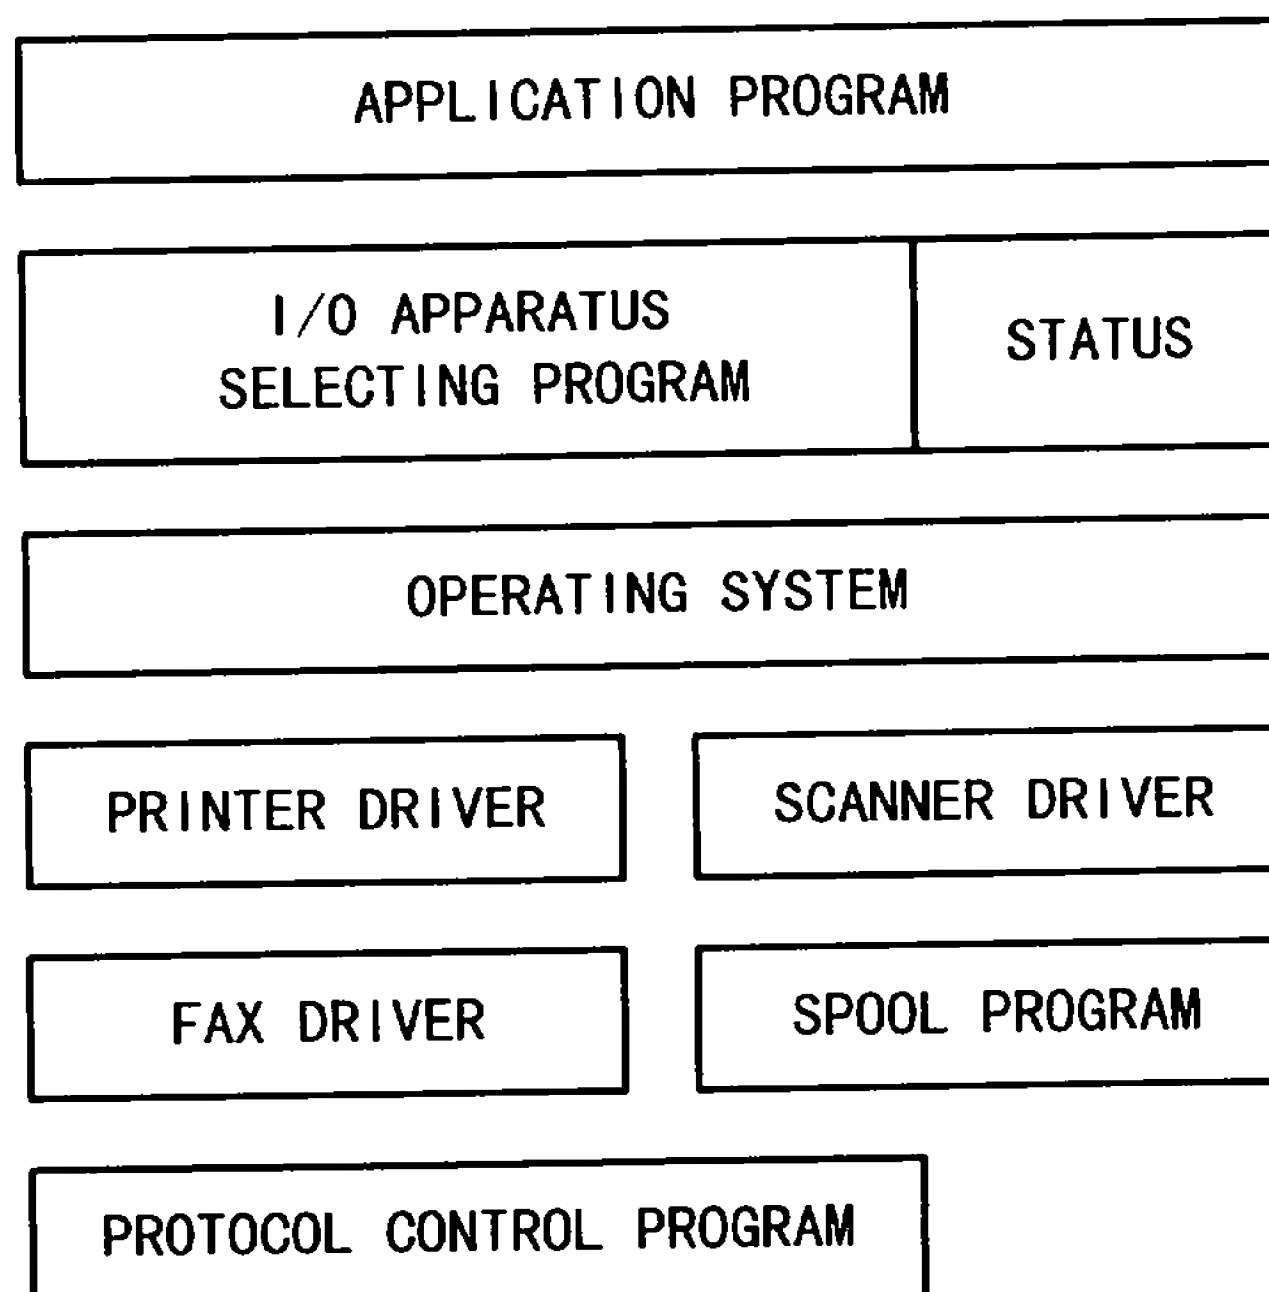 APPLICATION PROGRAM
I/O APPARATUS
SELECTING PROGRAM
STATUS
OPERATING SYSTEM
PRINTER DRIVER
SCANNER DRIVER
FAX DRIVER
SPOOL PROGRAM
PROTOCOL CONTROL PROGRAM